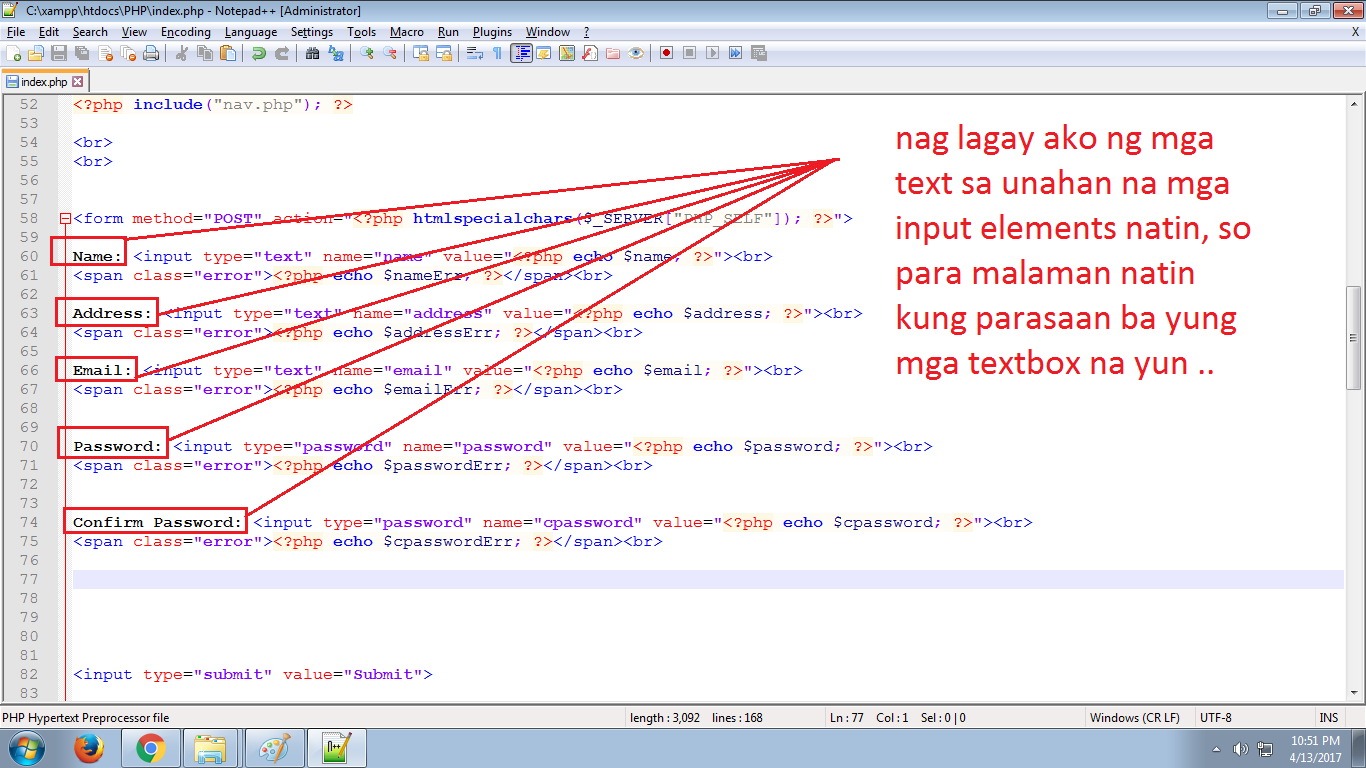 C:\xampp\htdocs\PHP\index.php - Notepad++ [Administrator]
File Edit Search View Encoding Language Settings Tools Macro Run Plugins Window ? X
index.php
52 <?php include("nav.php"); ?>
53
54 <br>
55 <br>
56
57
58 <form method="POST" action="<?php htmlspecialchars($_SERVER["PHP_SELF"]); ?>">
59
60 Name: <input type="text" name="name" value="<?php echo $name; ?>"><br>
61 <span class="error"><?php echo $nameErr; ?></span><br>
62
63 Address: <input type="text" name="address" value="<?php echo $address; ?>"><br>
64 <span class="error"><?php echo $addressErr; ?></span><br>
65
66 Email: <input type="text" name="email" value="<?php echo $email; ?>"><br>
67 <span class="error"><?php echo $emailErr; ?></span><br>
68
69
70 Password: <input type="password" name="password" value="<?php echo $password; ?>"><br>
71 <span class="error"><?php echo $passwordErr; ?></span><br>
72
73
74 Confirm Password: <input type="password" name="cpassword" value="<?php echo $cpassword; ?>"><br>
75 <span class="error"><?php echo $cpasswordErr; ?></span><br>
76
77
78
79
80
81
82 <input type="submit" value="Submit">
83
nag lagay ako ng mga
text sa unahan na mga
input elements natin, so
para malaman natin
kung parasaan ba yung
mga textbox na yun ..
PHP Hypertext Preprocessor file length : 3,092 lines : 168 Ln : 77 Col : 1 Sel : 0 | 0 Windows (CR LF) UTF-8 INS
10:51 PM
4/13/2017